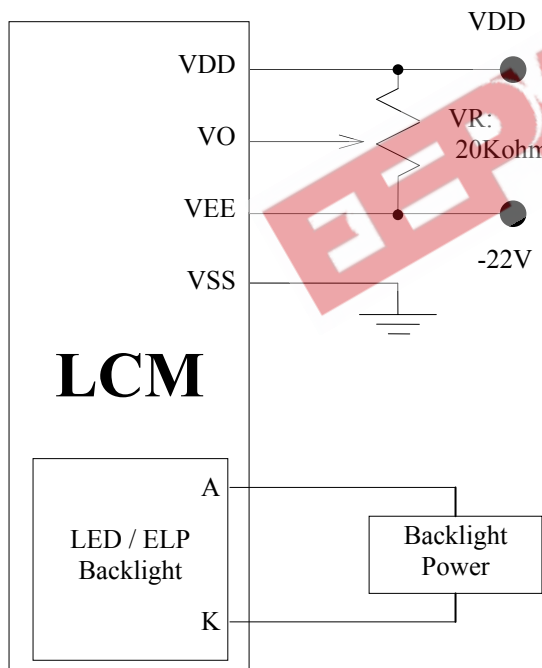 VDD
VDD
VO
VR:
20Kohm
VEE
-22V
VSS
LCM
A
LED / ELP
Backlight
Backlight
Power
K